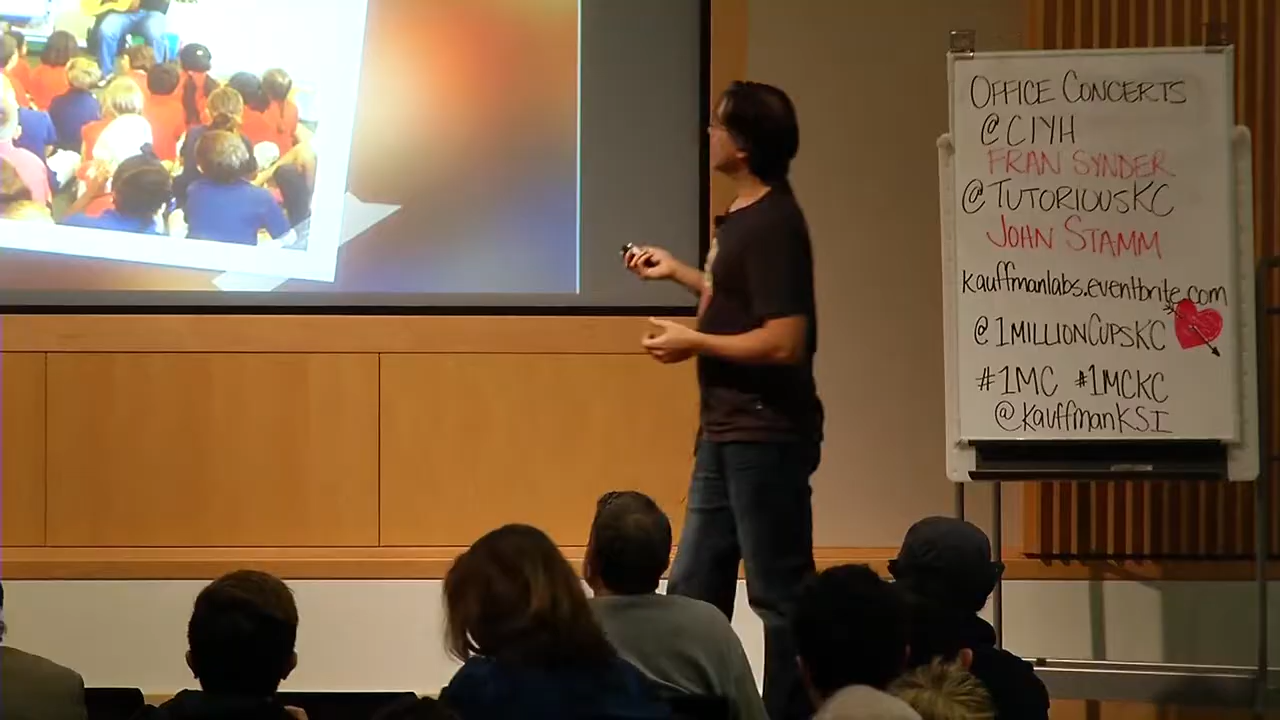 OFFICE CONCERTS
@CIYH
FRAN SYNDER
@TUTORIOUSKC
JOHN STAMM
kauffmanlabs.eventbrite.com
@1MILLIONCUPSKC
#1MC #1MCKC
@KauffmanKSI